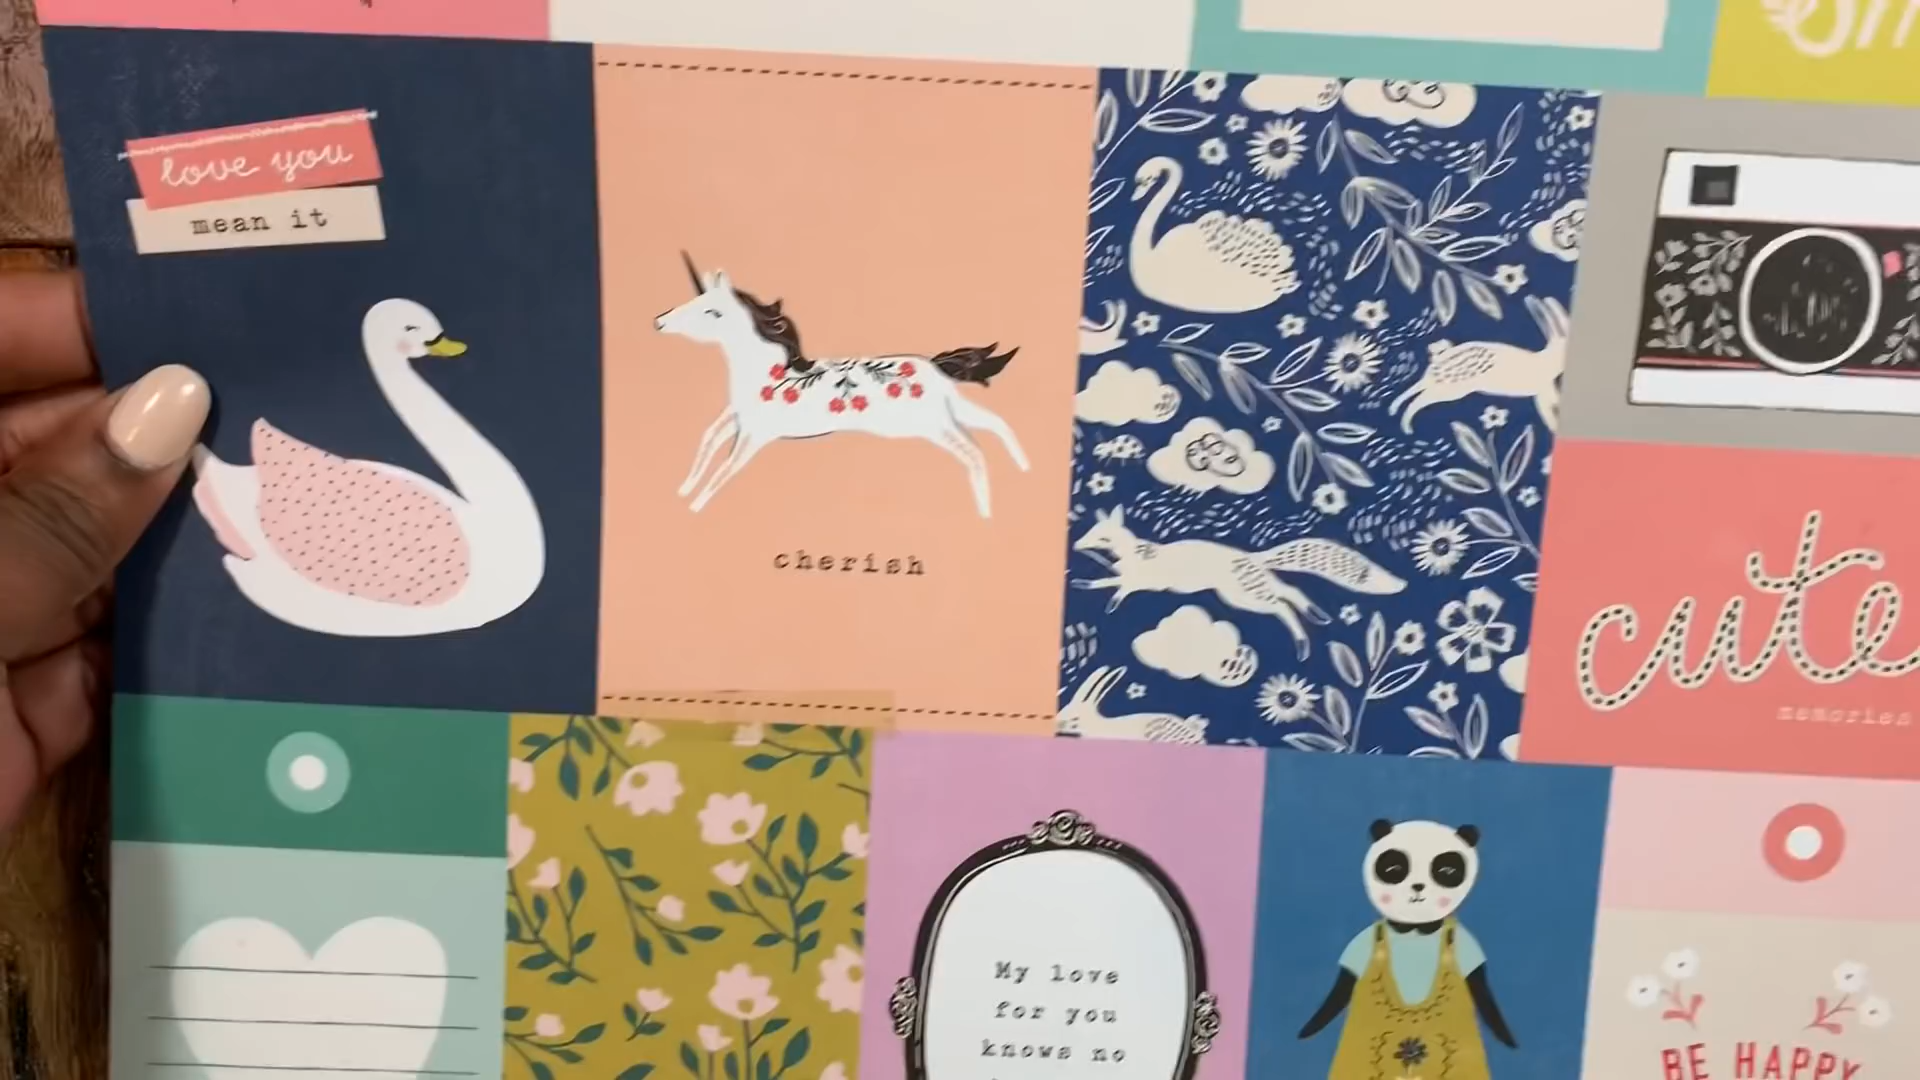 love you
mean it
cherish
cute
memories
My love
for you
knows no
BE HAPPY